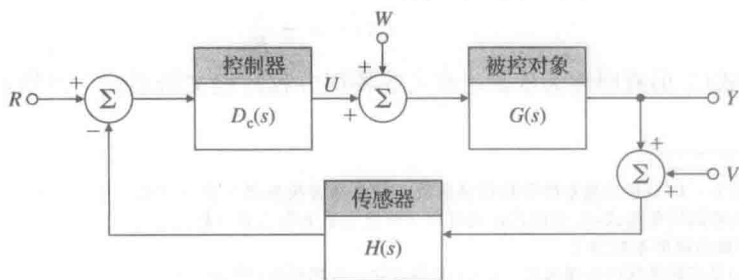 W
控制器
被控对象
R
+
Σ
−
D_c(s)
U
+
+
Σ
G(s)
Y
+
Σ
+
V
传感器
H(s)